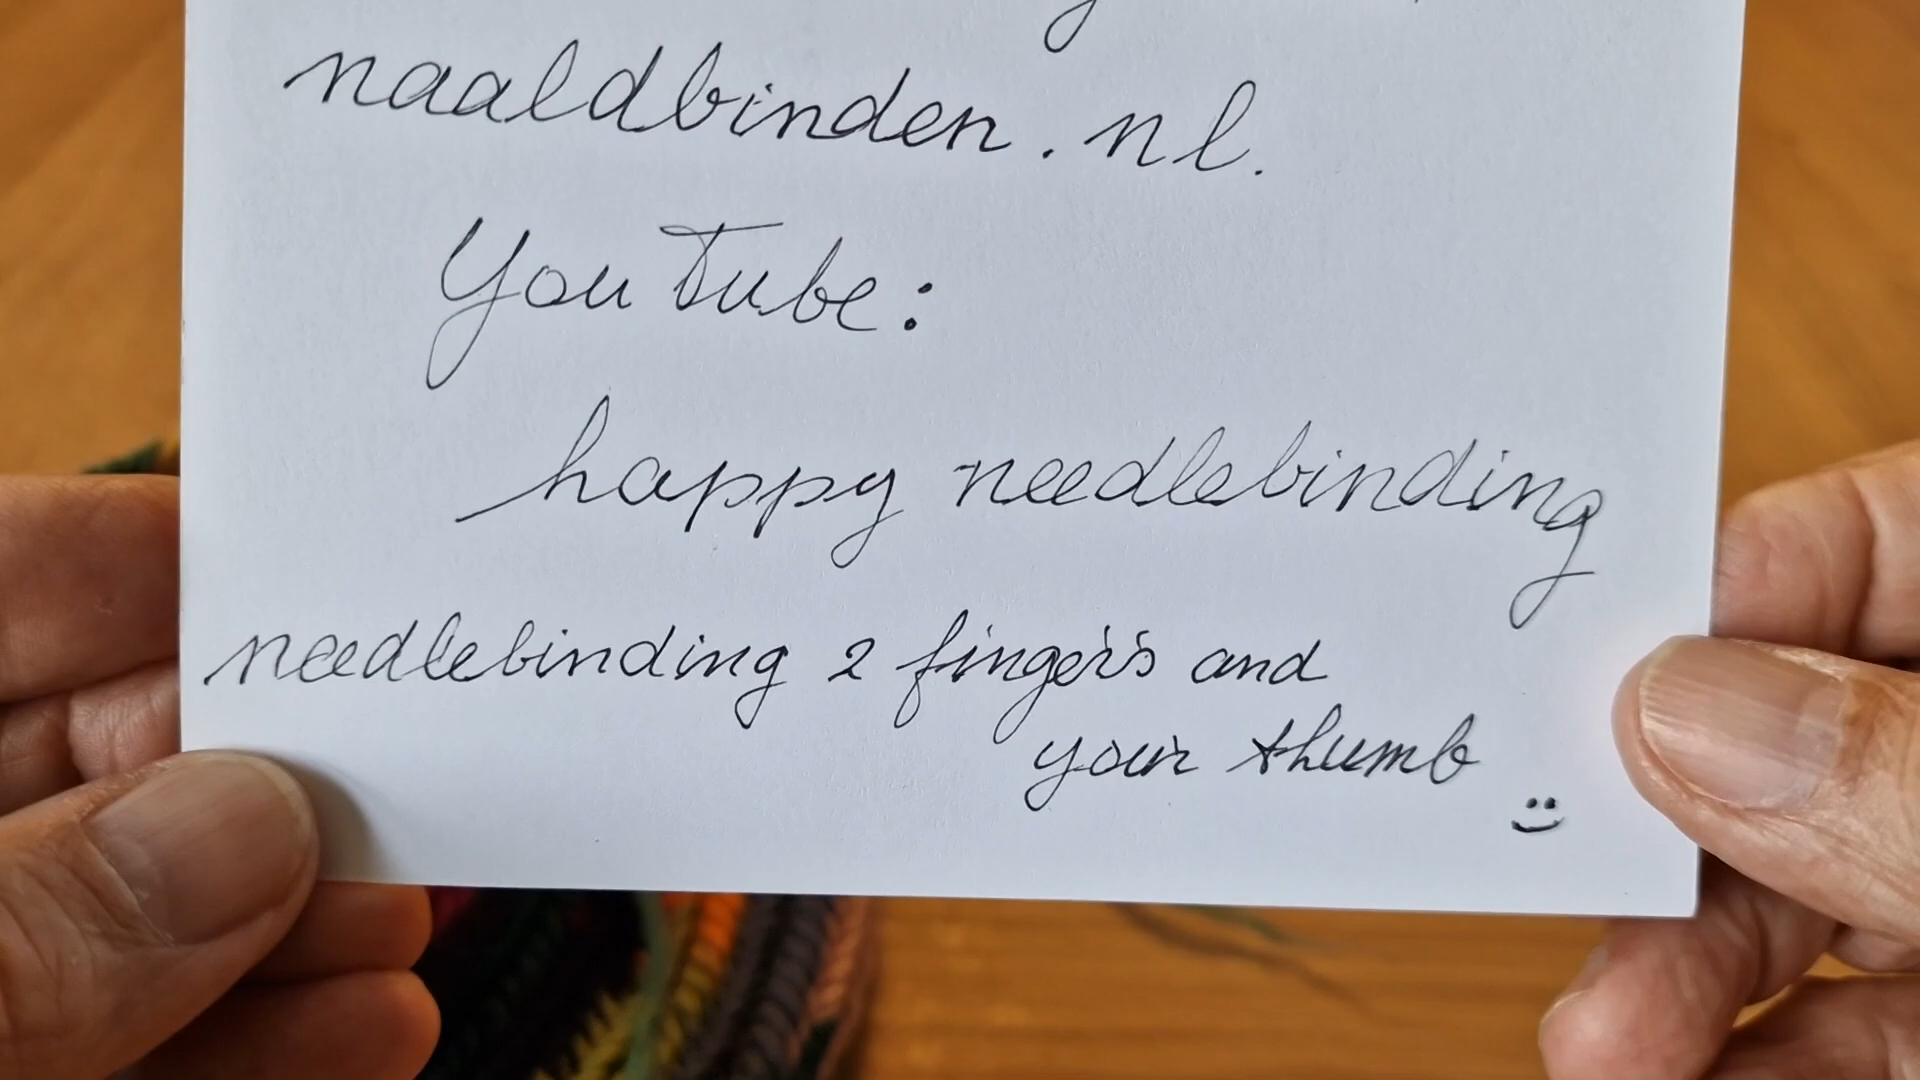 naaldbinden.nl.
YouTube:
happy needlebinding
needlebinding 2 fingers and
your thumb